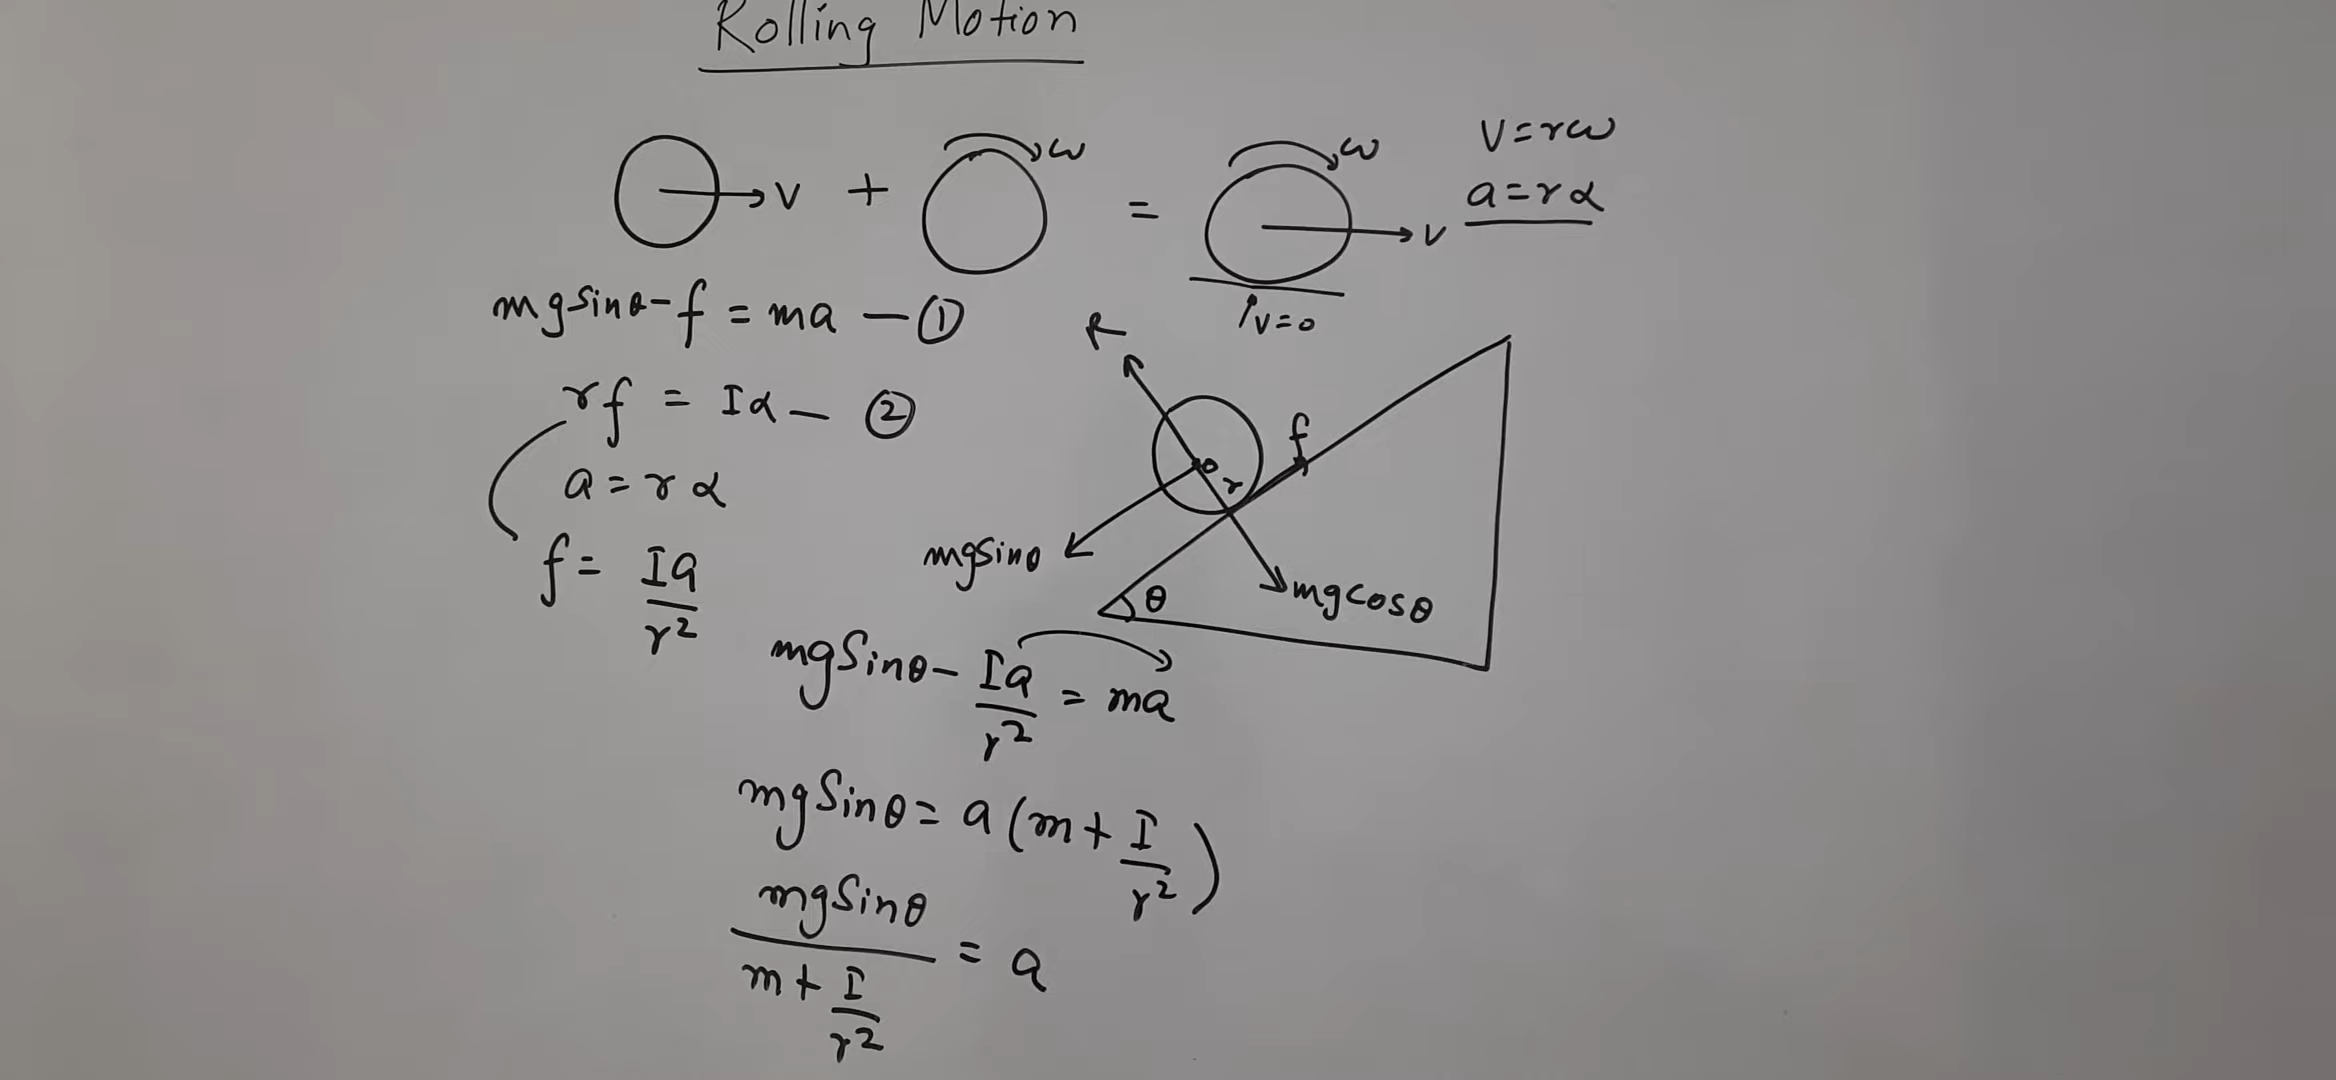 Rolling Motion
v + ω = ω v
v = rω
a = rα
v=0
mgsinθ - f = ma — ①
rf = Iα — ②
a = rα
f = Ia/r²
R
f
o
r
mgsinθ
mgcosθ
θ
mgSinθ - Ia/r² = ma
mgSinθ = a(m + I/r²)
mgSinθ/(m + I/r²) = a